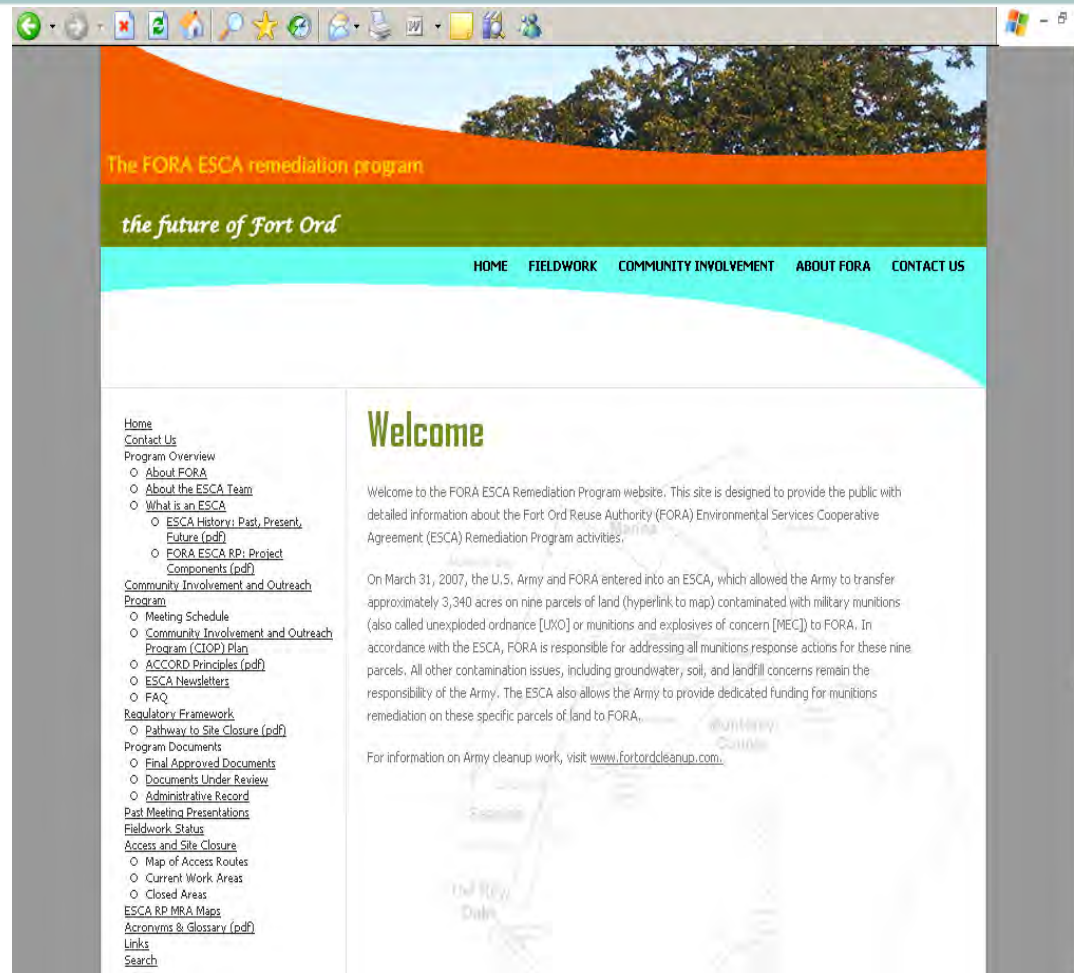 The FORA ESCA remediation program
the future of Fort Ord
HOME FIELDWORK COMMUNITY INVOLVEMENT ABOUT FORA CONTACT US
Home
Contact Us
Program Overview
About FORA
About the ESCA Team
What is an ESCA
ESCA History: Past, Present,
Future (pdf)
FORA ESCA RP: Project
Components (pdf)
Community Involvement and Outreach
Program
Meeting Schedule
Community Involvement and Outreach
Program (CIOP) Plan
ACCORD Principles (pdf)
ESCA Newsletters
FAQ
Regulatory Framework
Pathway to Site Closure (pdf)
Program Documents
Final Approved Documents
Documents Under Review
Administrative Record
Past Meeting Presentations
Fieldwork Status
Access and Site Closure
Map of Access Routes
Current Work Areas
Closed Areas
ESCA RP MRA Maps
Acronyms & Glossary (pdf)
Links
Search
Welcome
Welcome to the FORA ESCA Remediation Program website. This site is designed to provide the public with
detailed information about the Fort Ord Reuse Authority (FORA) Environmental Services Cooperative
Agreement (ESCA) Remediation Program activities.
On March 31, 2007, the U.S. Army and FORA entered into an ESCA, which allowed the Army to transfer
approximately 3,340 acres on nine parcels of land (hyperlink to map) contaminated with military munitions
(also called unexploded ordnance [UXO] or munitions and explosives of concern [MEC]) to FORA. In
accordance with the ESCA, FORA is responsible for addressing all munitions response actions for these nine
parcels. All other contamination issues, including groundwater, soil, and landfill concerns remain the
responsibility of the Army. The ESCA also allows the Army to provide dedicated funding for munitions
remediation on these specific parcels of land to FORA.
For information on Army cleanup work, visit www.fortordcleanup.com.
Marina
Monterey
County
Seaside
Del Rey
Oaks